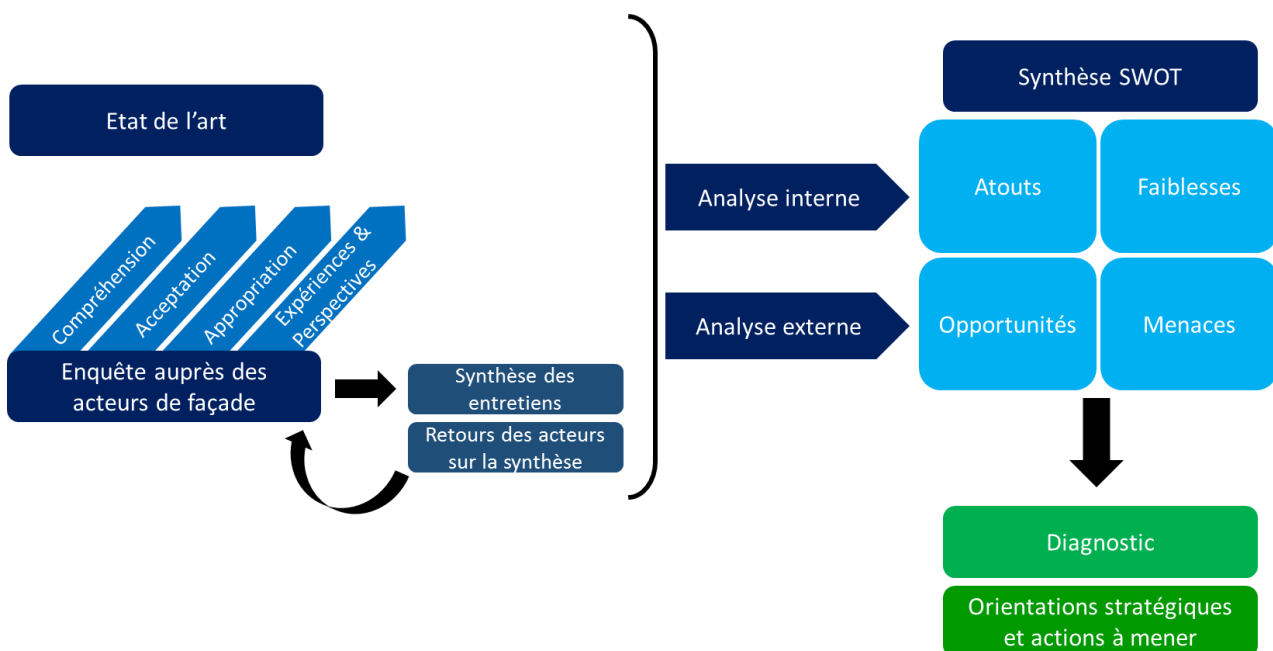 Etat de l’art
Compréhension
Acceptation
Appropriation
Expériences &
Perspectives
Enquête auprès des
acteurs de façade
Synthèse des
entretiens
Retours des acteurs
sur la synthèse
Analyse interne
Analyse externe
Synthèse SWOT
Atouts
Faiblesses
Opportunités
Menaces
Diagnostic
Orientations stratégiques
et actions à mener